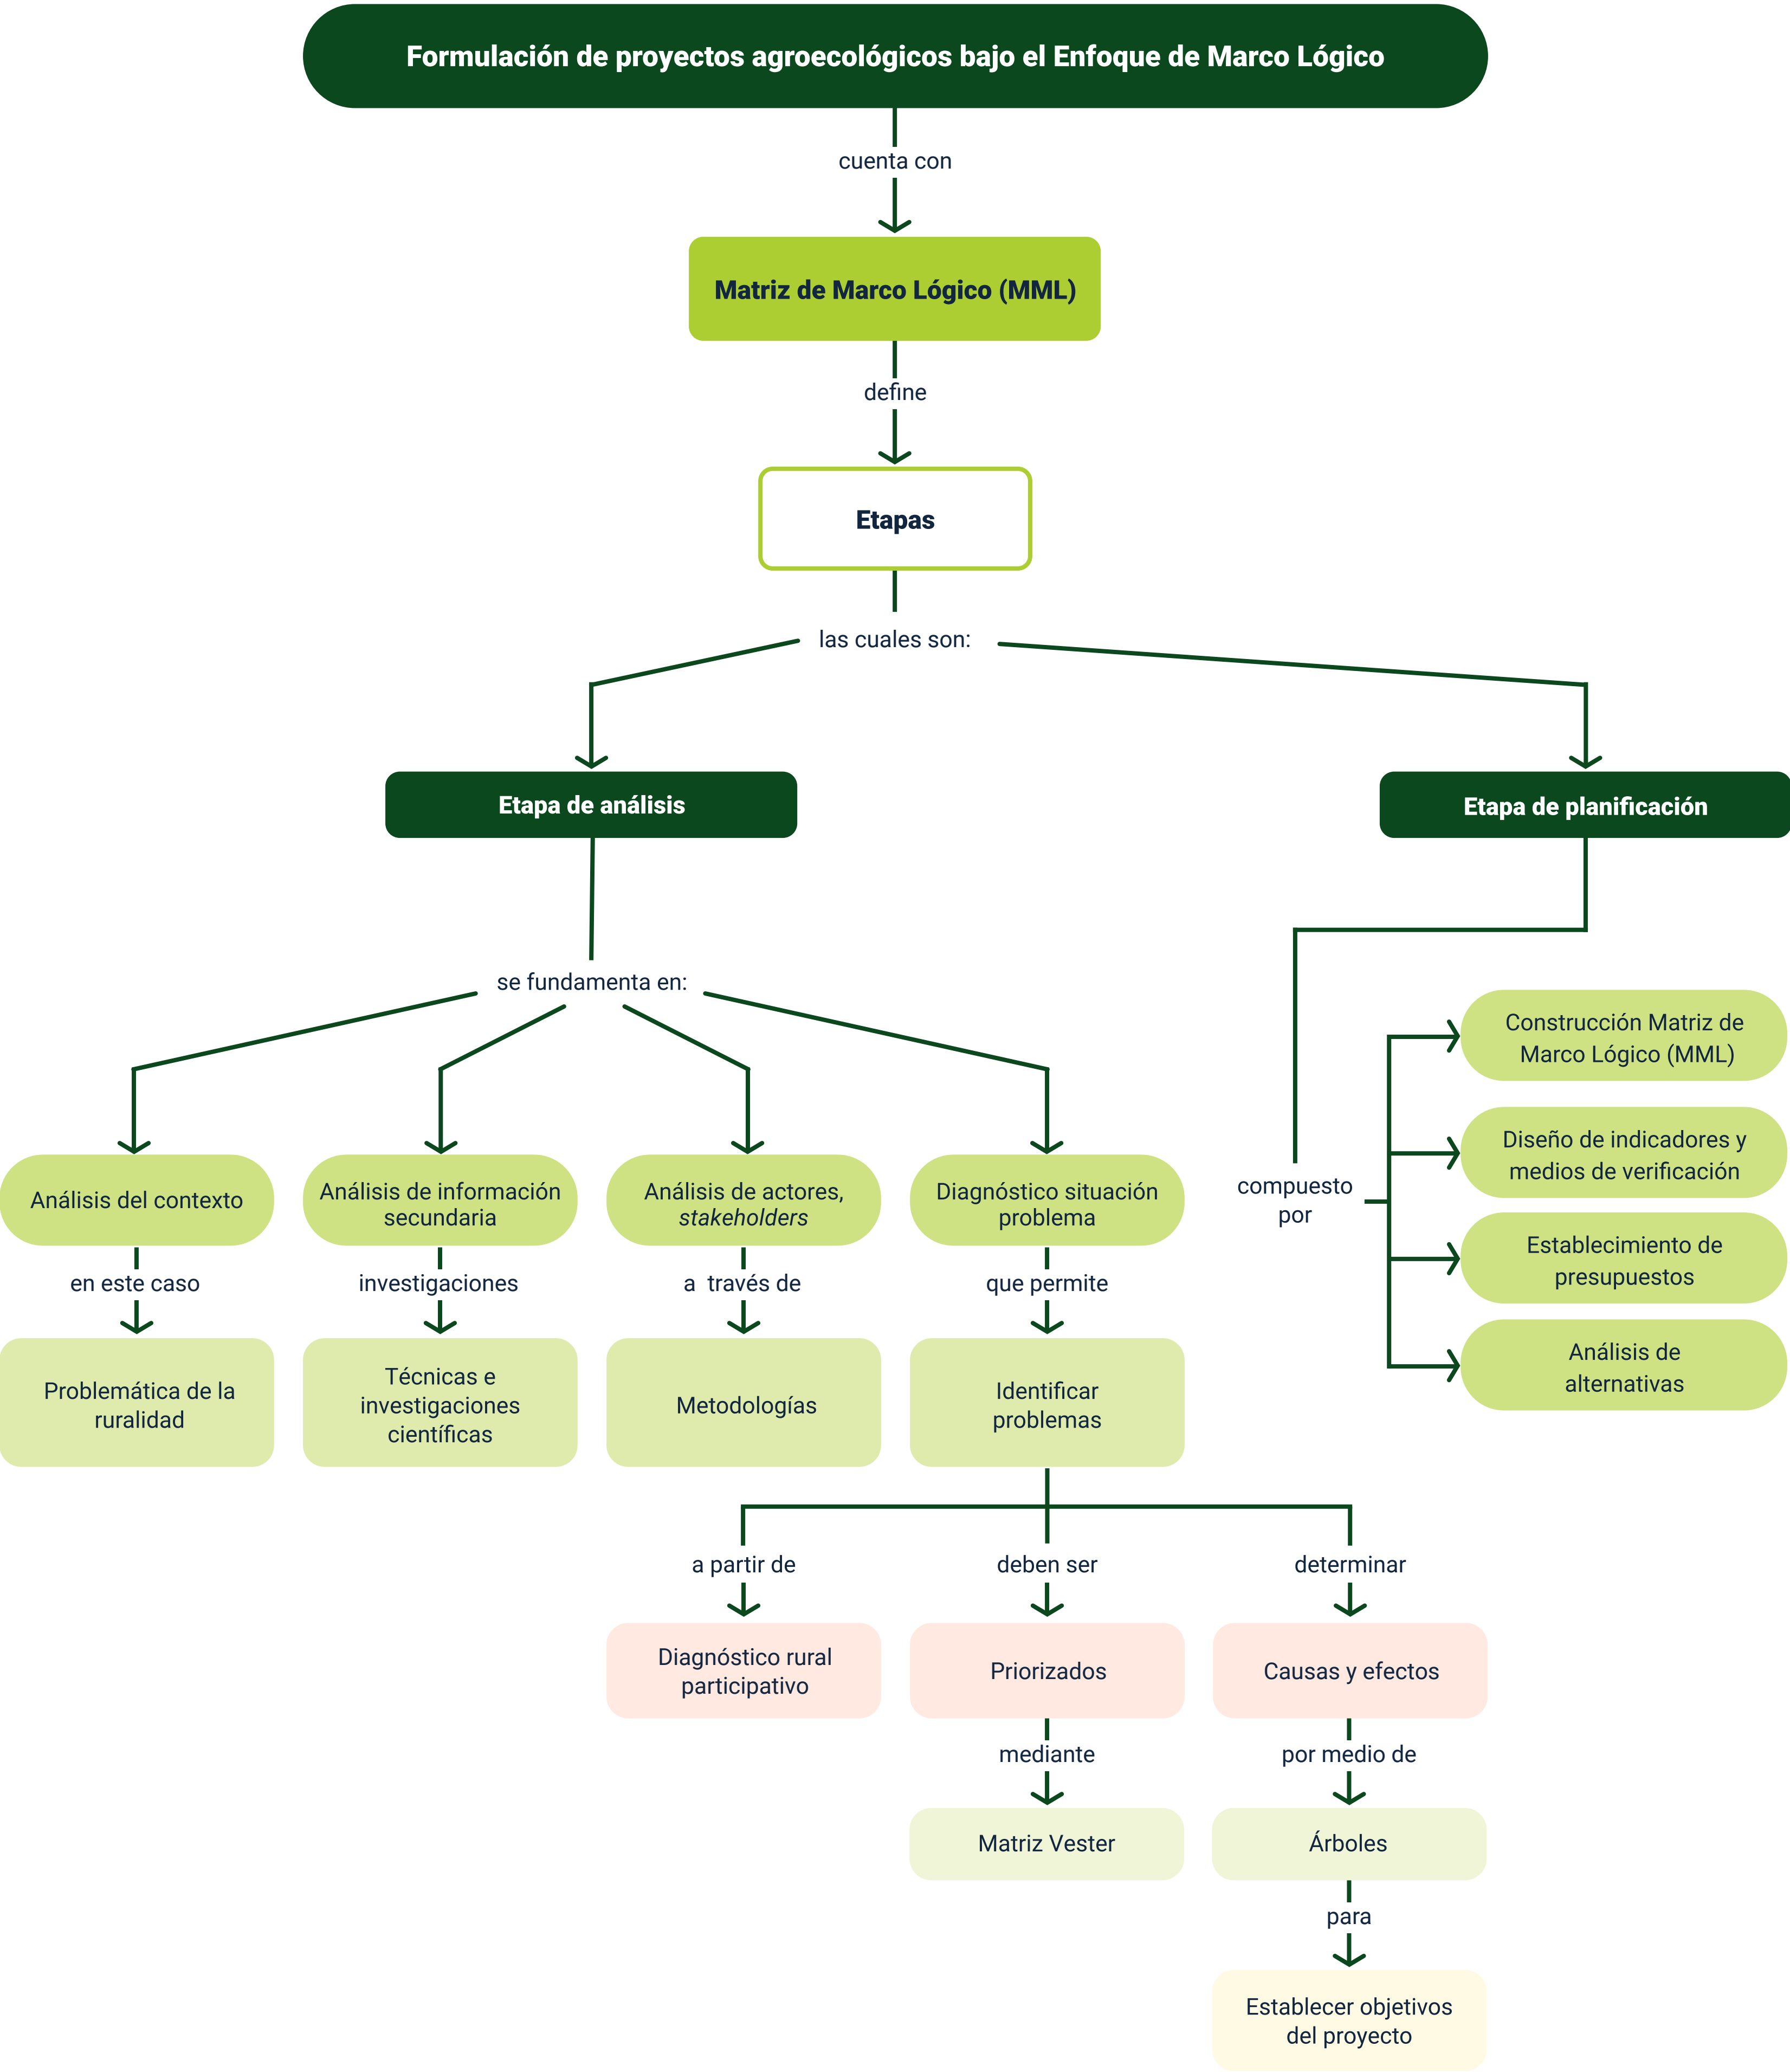 Formulación de proyectos agroecológicos bajo el Enfoque de Marco Lógico
cuenta con
Matriz de Marco Lógico (MML)
define
Etapas
las cuales son:
Etapa de análisis
Etapa de planificación
se fundamenta en:
Análisis del contexto
en este caso
Problemática de la
ruralidad
Análisis de información
secundaria
investigaciones
Técnicas e
investigaciones
científicas
Análisis de actores,
stakeholders
a través de
Metodologías
Diagnóstico situación
problema
que permite
Identificar
problemas
a partir de
Diagnóstico rural
participativo
deben ser
Priorizados
mediante
Matriz Vester
determinar
Causas y efectos
por medio de
Árboles
para
Establecer objetivos
del proyecto
compuesto
por
Construcción Matriz de
Marco Lógico (MML)
Diseño de indicadores y
medios de verificación
Establecimiento de
presupuestos
Análisis de
alternativas